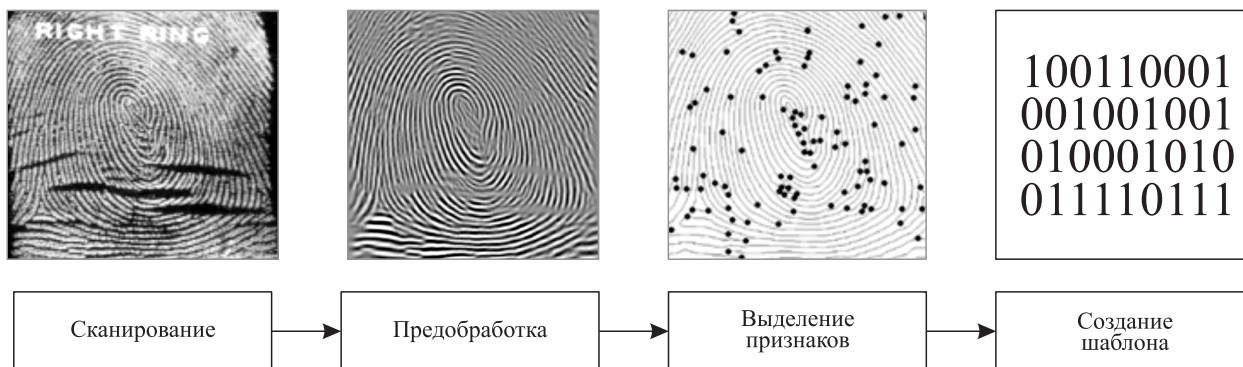 RIGHT RING
100110001
001001001
010001010
011110111
Сканирование
Предобработка
Выделение
признаков
Создание
шаблона